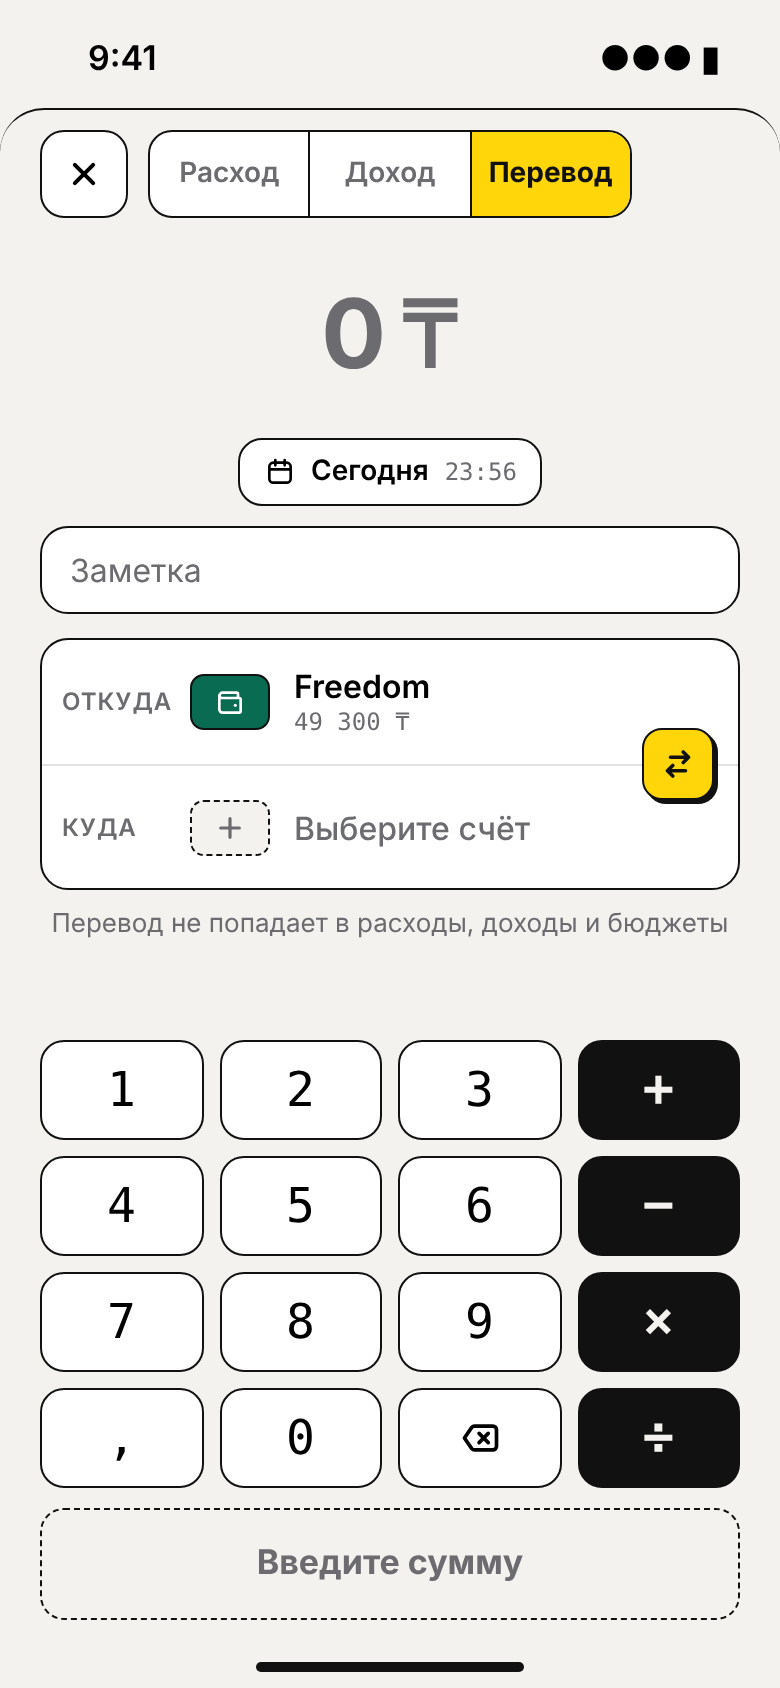 9:41
Расход Доход Перевод
0 ₸
Сегодня 23:56
Заметка
ОТКУДА Freedom
49 300 ₸
КУДА + Выберите счёт
Перевод не попадает в расходы, доходы и бюджеты
1 2 3 +
4 5 6 −
7 8 9 ×
, 0 ÷
Введите сумму